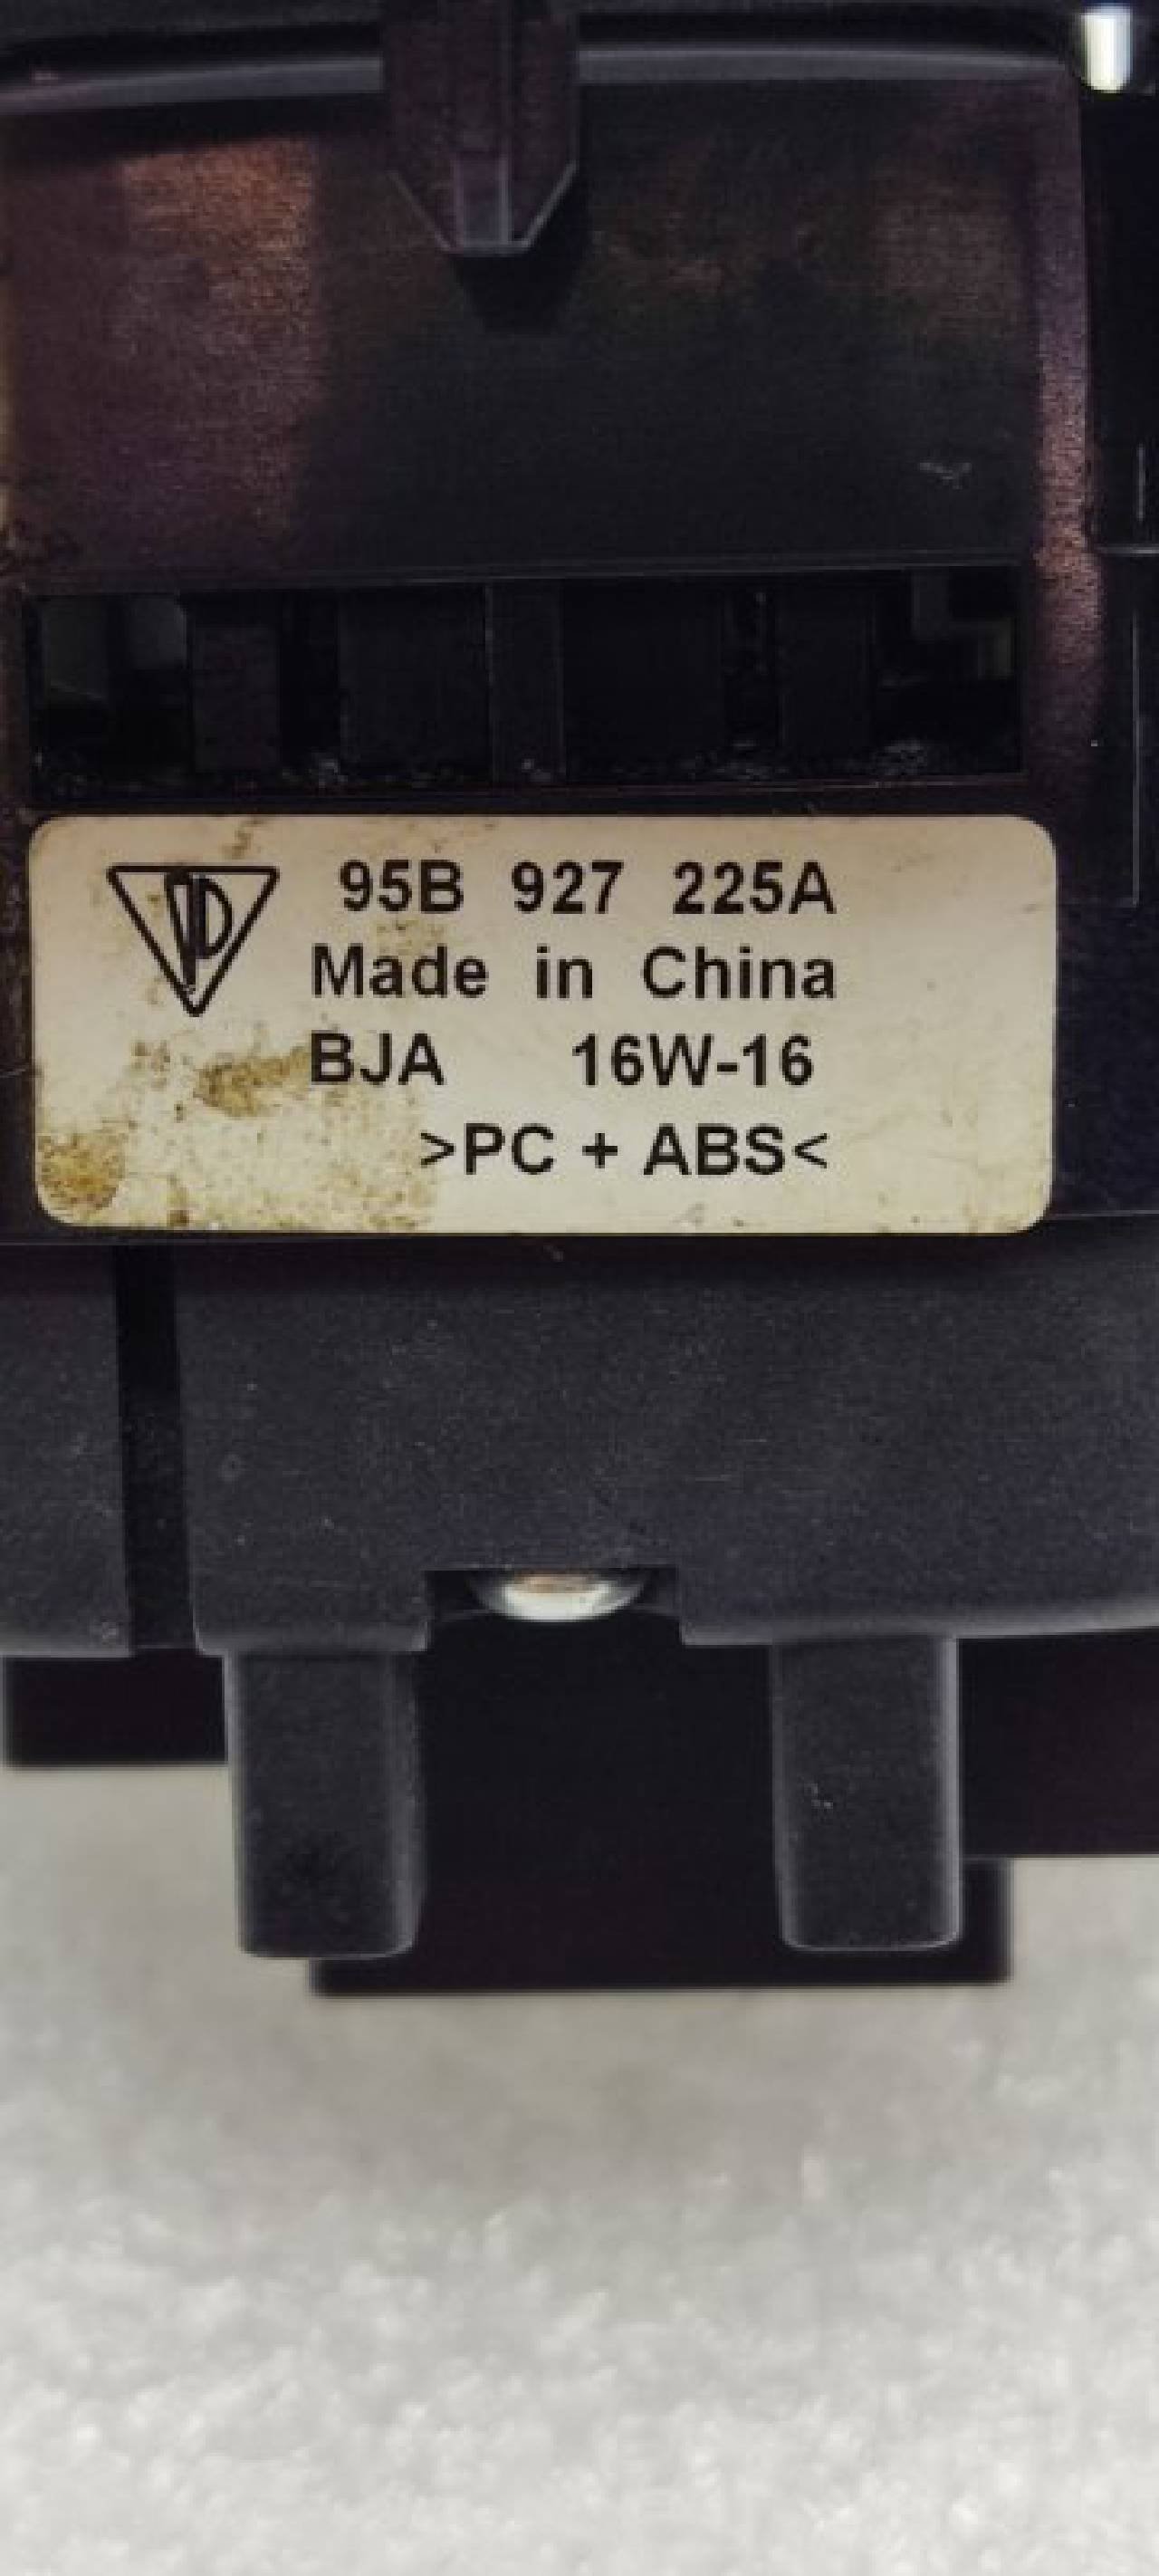 95B 927 225A
Made in China
BJA 16W-16
>PC + ABS<